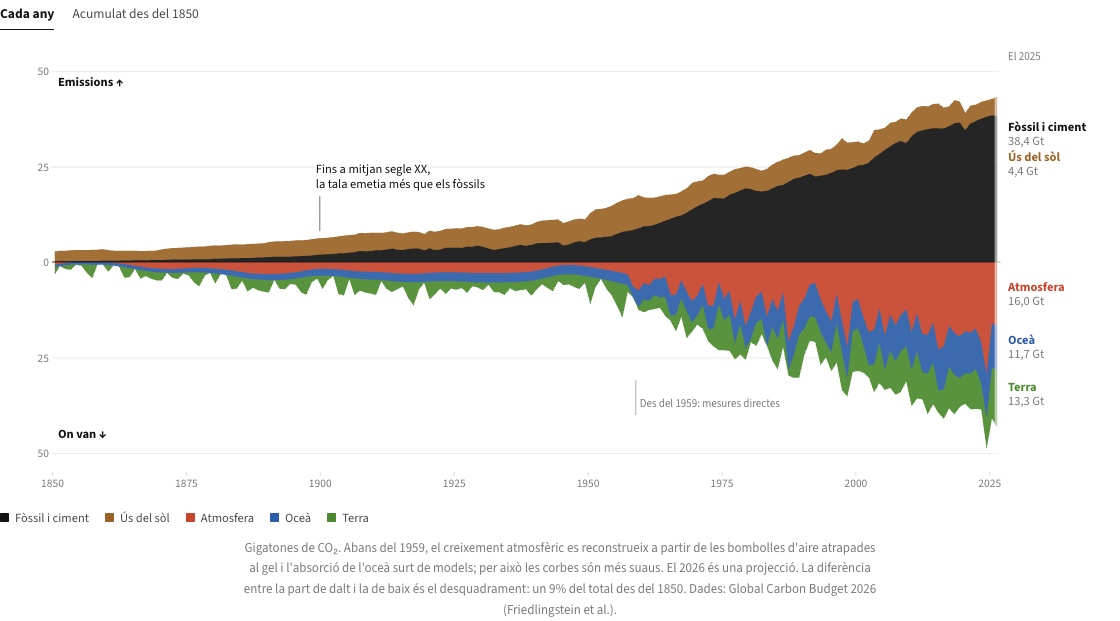 Cada any
Acumulat des del 1850
El 2025
50
Emissions ↑
Fòssil i ciment
38,4 Gt
Ús del sòl
4,4 Gt
25
Fins a mitjan segle XX,
la tala emetia més que els fòssils
0
Atmosfera
16,0 Gt
Oceà
11,7 Gt
25
Terra
13,3 Gt
Des del 1959: mesures directes
On van ↓
50
1850
1875
1900
1925
1950
1975
2000
2025
Fòssil i ciment
Ús del sòl
Atmosfera
Oceà
Terra
Gigatones de CO₂. Abans del 1959, el creixement atmosfèric es reconstrueix a partir de les bombolles d'aire atrapades
al gel i l'absorció de l'oceà surt de models; per això les corbes són més suaus. El 2026 és una projecció. La diferència
entre la part de dalt i la de baix és el desquadrament: un 9% del total des del 1850. Dades: Global Carbon Budget 2026
(Friedlingstein et al.).